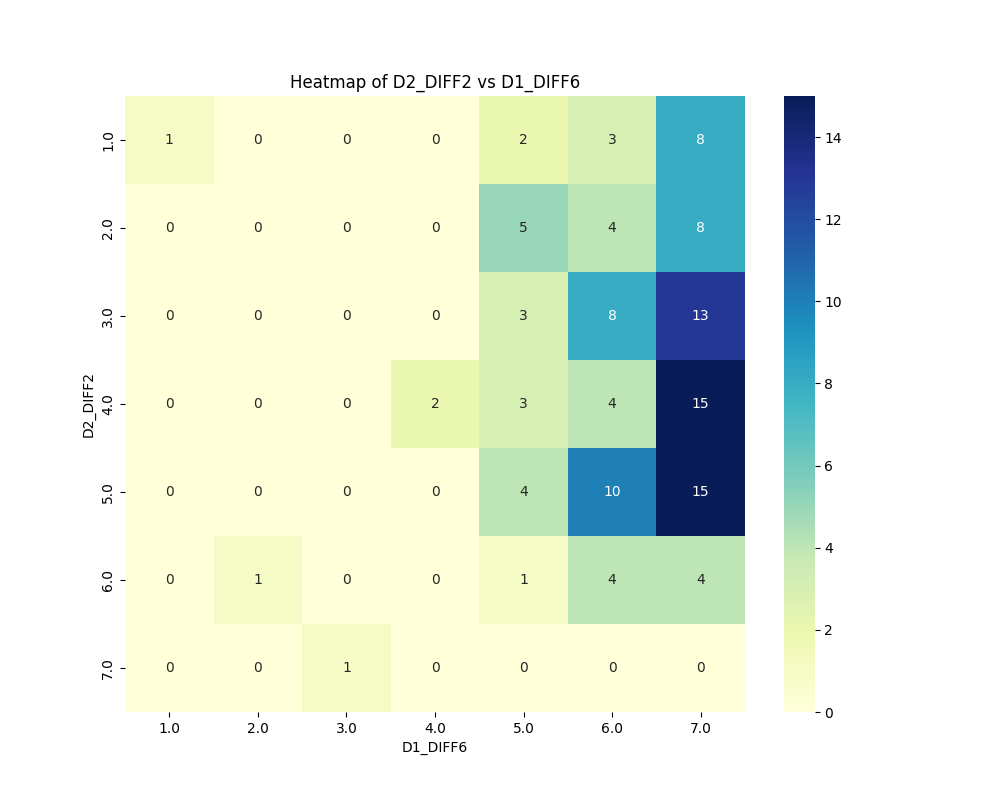 Heatmap of D2_DIFF2 vs D1_DIFF6
D2_DIFF2
1.0 1 0 0 0 2 3 8
2.0 0 0 0 0 5 4 8
3.0 0 0 0 0 3 8 13
4.0 0 0 0 2 3 4 15
5.0 0 0 0 0 4 10 15
6.0 0 1 0 0 1 4 4
7.0 0 0 1 0 0 0 0
1.0 2.0 3.0 4.0 5.0 6.0 7.0
D1_DIFF6
14
12
10
8
6
4
2
0